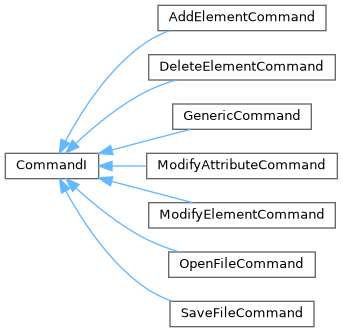 AddElementCommand
DeleteElementCommand
GenericCommand
CommandI
ModifyAttributeCommand
ModifyElementCommand
OpenFileCommand
SaveFileCommand